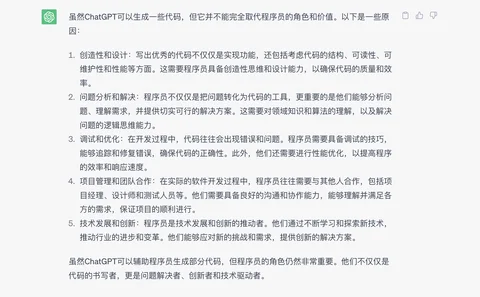 虽然ChatGPT可以生成一些代码，但它并不能完全取代程序员的角色和价值。以下是一些原
因：
1. 创造性和设计：写出优秀的代码不仅仅是实现功能，还包括考虑代码的结构、可读性、可
维护性和性能等方面。这需要程序员具备创造性思维和设计能力，以确保代码的质量和效
率。
2. 问题分析和解决：程序员不仅仅是把问题转化为代码的工具，更重要的是他们能够分析问
题、理解需求，并提供切实可行的解决方案。这需要对领域知识和算法的理解，以及解决
问题的逻辑思维能力。
3. 调试和优化：在开发过程中，代码往往会出现错误和问题。程序员需要具备调试的技巧，
能够追踪和修复错误，确保代码的正确性。此外，他们还需要进行性能优化，以提高程序
的效率和响应速度。
4. 项目管理和团队合作：在实际的软件开发过程中，程序员往往需要与其他人合作，包括项
目经理、设计师和测试人员等。他们需要具备良好的沟通和协作能力，能够理解并满足各
方的需求，保证项目的顺利进行。
5. 技术发展和创新：程序员是技术发展和创新的推动者。他们通过不断学习和探索新技术，
推动行业的进步和变革。他们能够应对新的挑战和需求，提供创新的解决方案。
虽然ChatGPT可以辅助程序员生成部分代码，但程序员的角色仍然非常重要。他们不仅仅是
代码的书写者，更是问题解决者、创新者和技术驱动者。